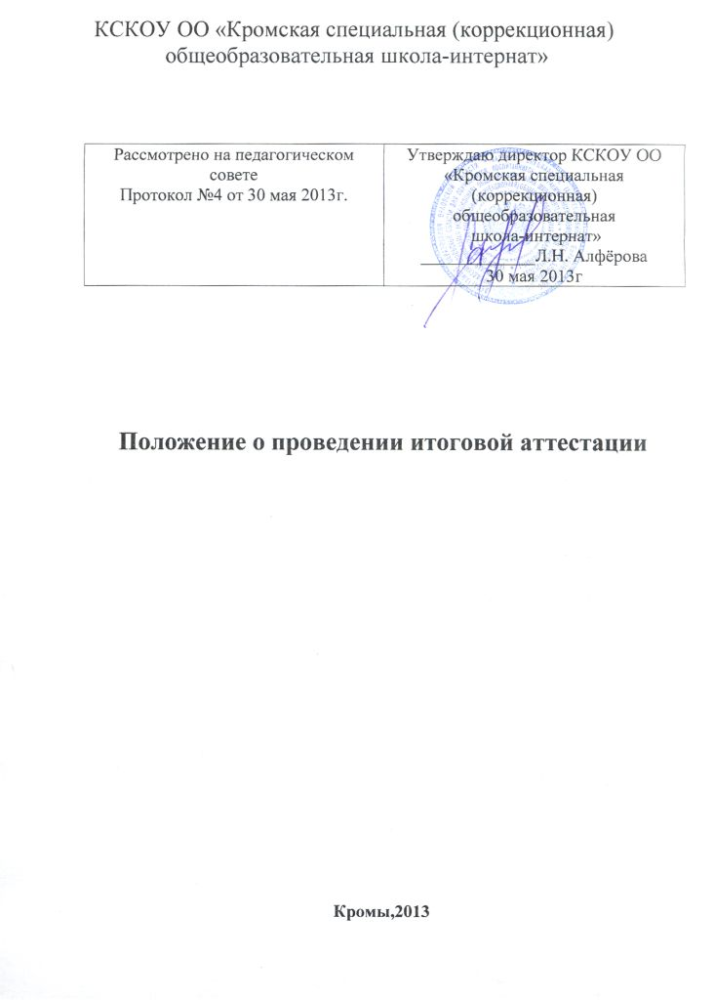 КСКОУ ОО «Кромская специальная (коррекционная)
общеобразовательная школа-интернат»
Рассмотрено на педагогическом
совете
Протокол №4 от 30 мая 2013г.
Утверждаю директор КСКОУ ОО
«Кромская специальная
(коррекционная)
общеобразовательная
школа-интернат»
_____________Л.Н. Алфёрова
30 мая 2013г
Положение о проведении итоговой аттестации
Кромы,2013